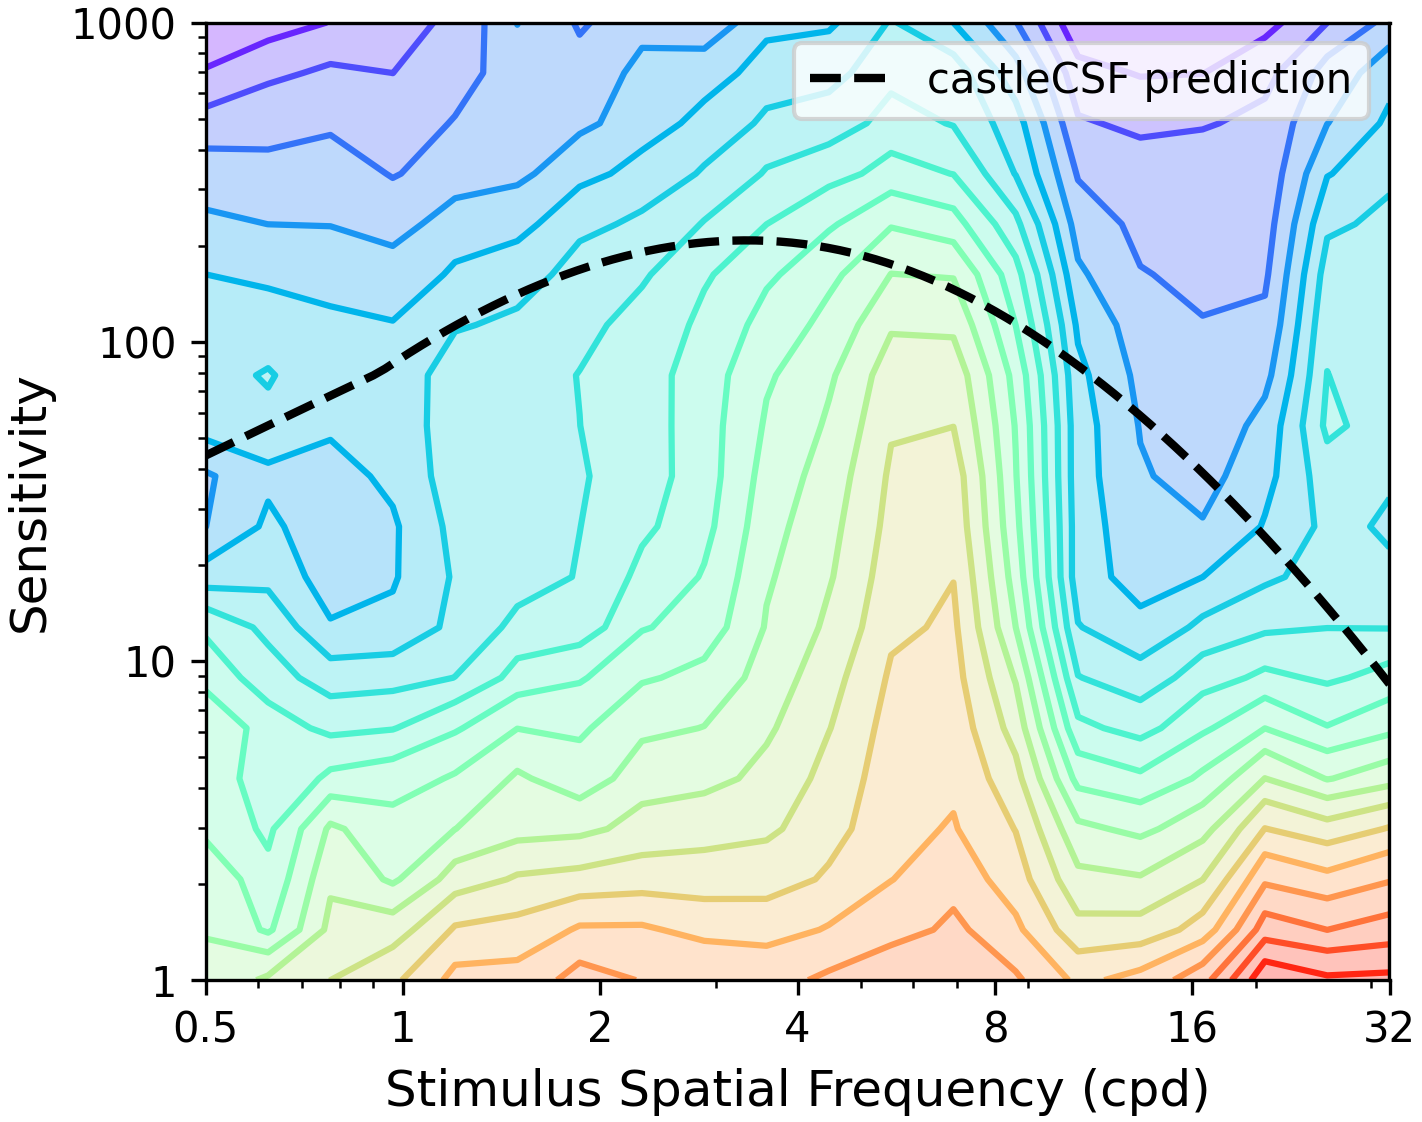 1000
castleCSF prediction
100
Sensitivity
10
1
0.5 1 2 4 8 16 32
Stimulus Spatial Frequency (cpd)